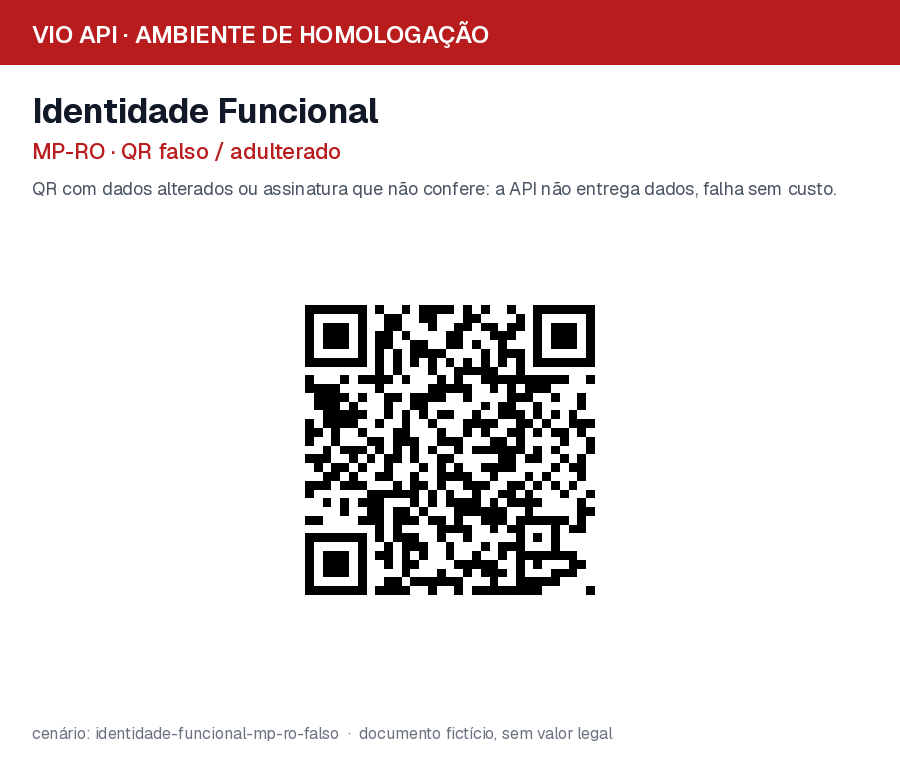 VIO API · AMBIENTE DE HOMOLOGAÇÃO
Identidade Funcional
MP-RO · QR falso / adulterado
QR com dados alterados ou assinatura que não confere: a API não entrega dados, falha sem custo.
cenário: identidade-funcional-mp-ro-falso · documento fictício, sem valor legal